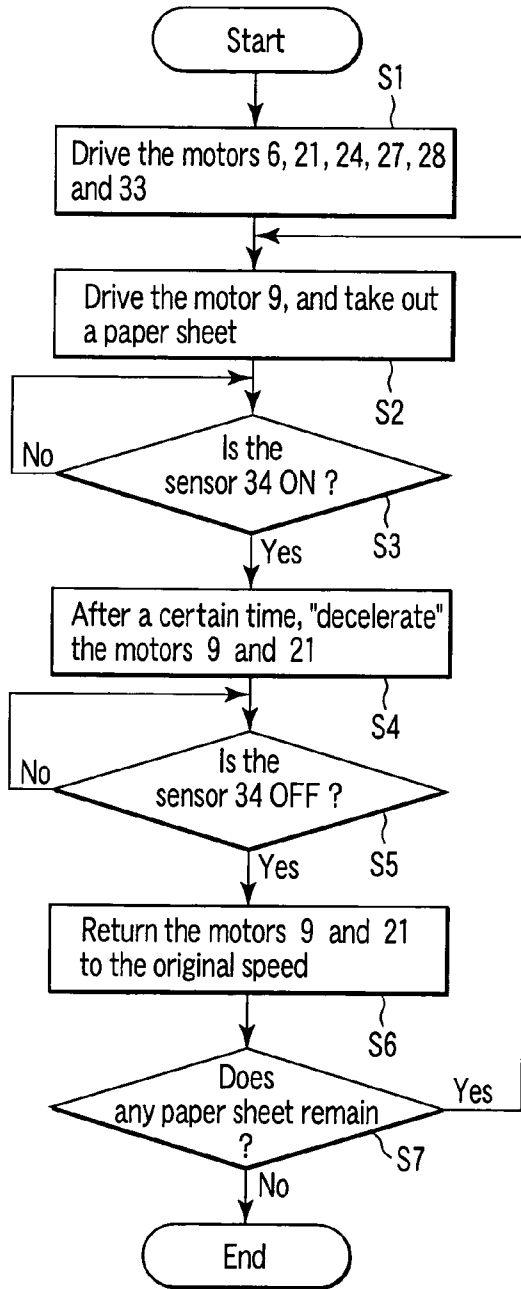 Start
S1
Drive the motors 6, 21, 24, 27, 28
and 33
Drive the motor 9, and take out
a paper sheet
S2
Is the
sensor 34 ON ?
No
S3
Yes
After a certain time, "decelerate"
the motors 9 and 21
S4
Is the
sensor 34 OFF ?
No
S5
Yes
Return the motors 9 and 21
to the original speed
S6
Does
any paper sheet remain
?
Yes
S7
No
End